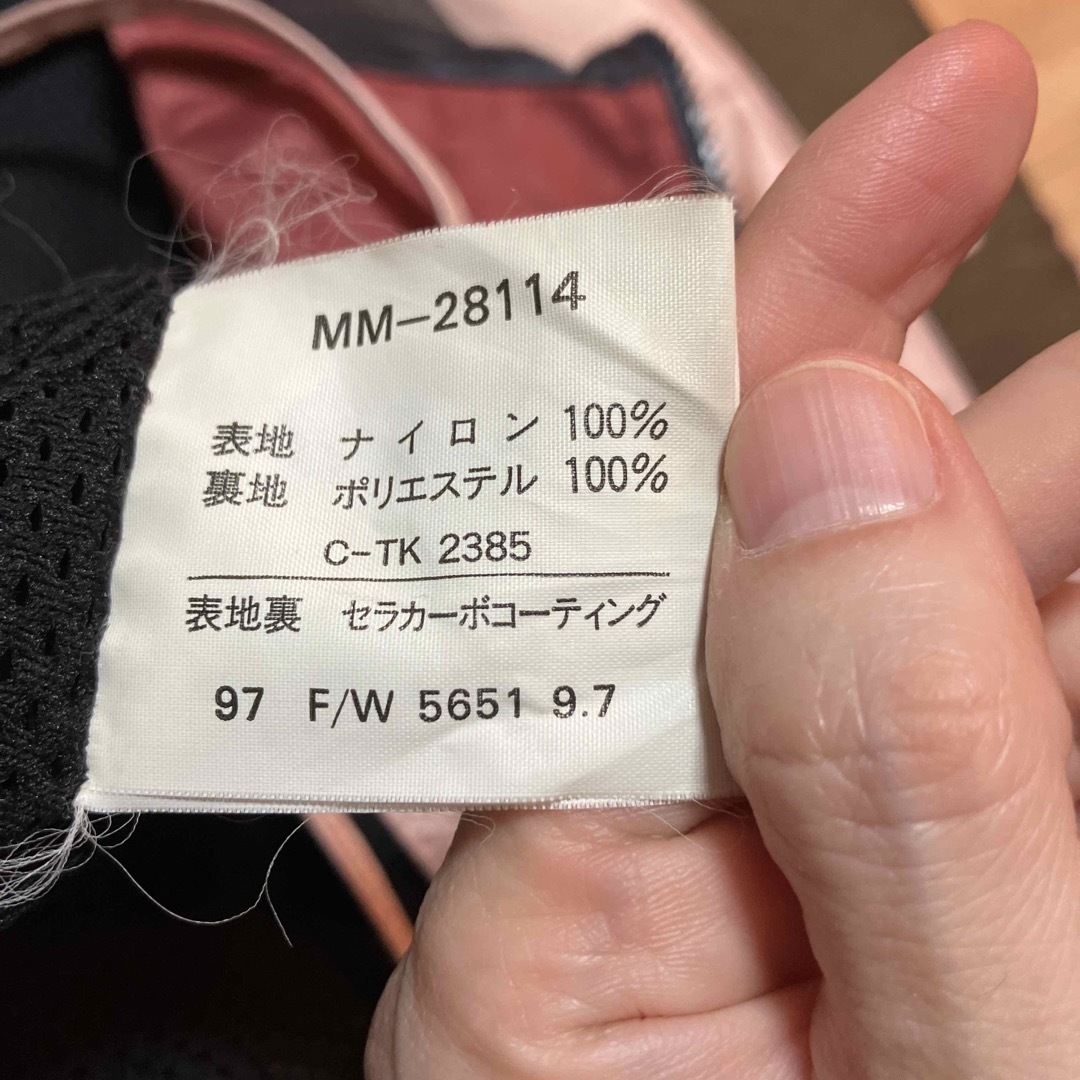 MM-28114
表地 ナイロン 100%
裏地 ポリエステル 100%
C-TK 2385
表地裏 セラカーボコーティング
97 F/W 5651 9.7